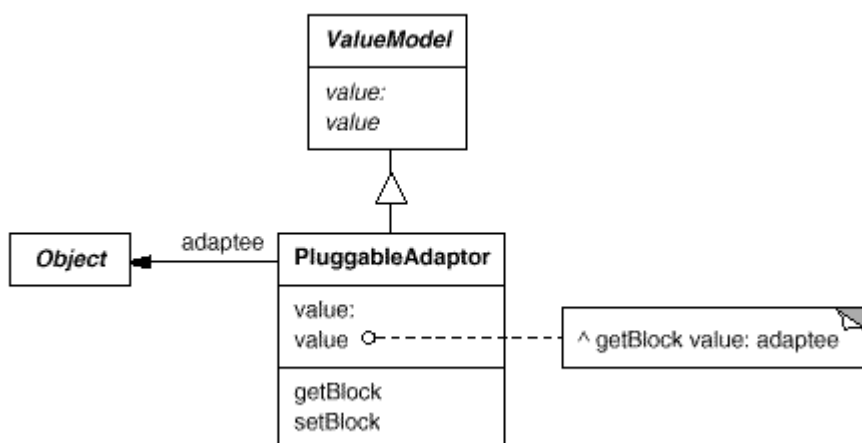 ValueModel
value:
value
adaptee
Object
PluggableAdaptor
value:
value
^ getBlock value: adaptee
getBlock
setBlock